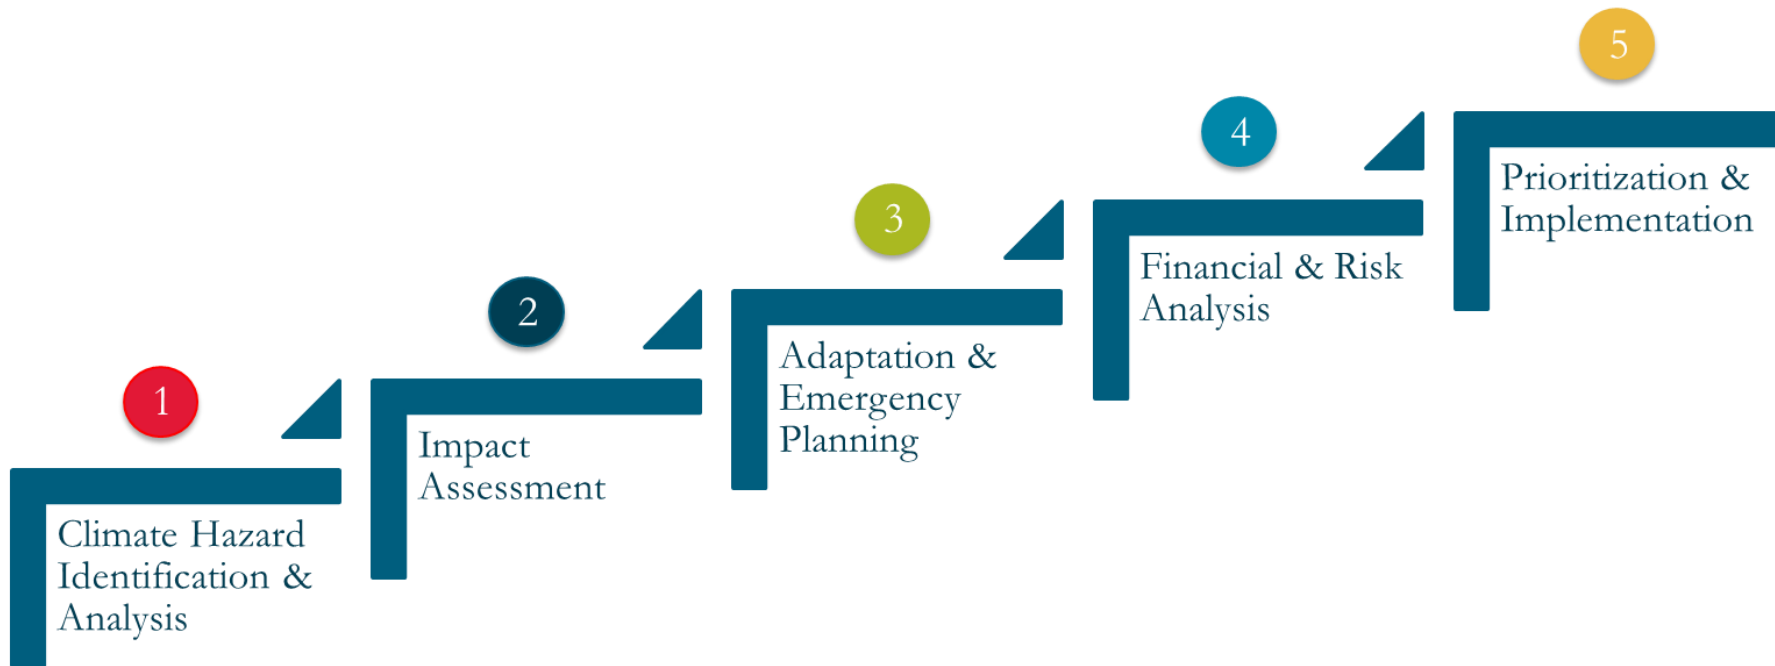 1
Climate Hazard
Identification &
Analysis
2
Impact
Assessment
3
Adaptation &
Emergency
Planning
4
Financial & Risk
Analysis
5
Prioritization &
Implementation